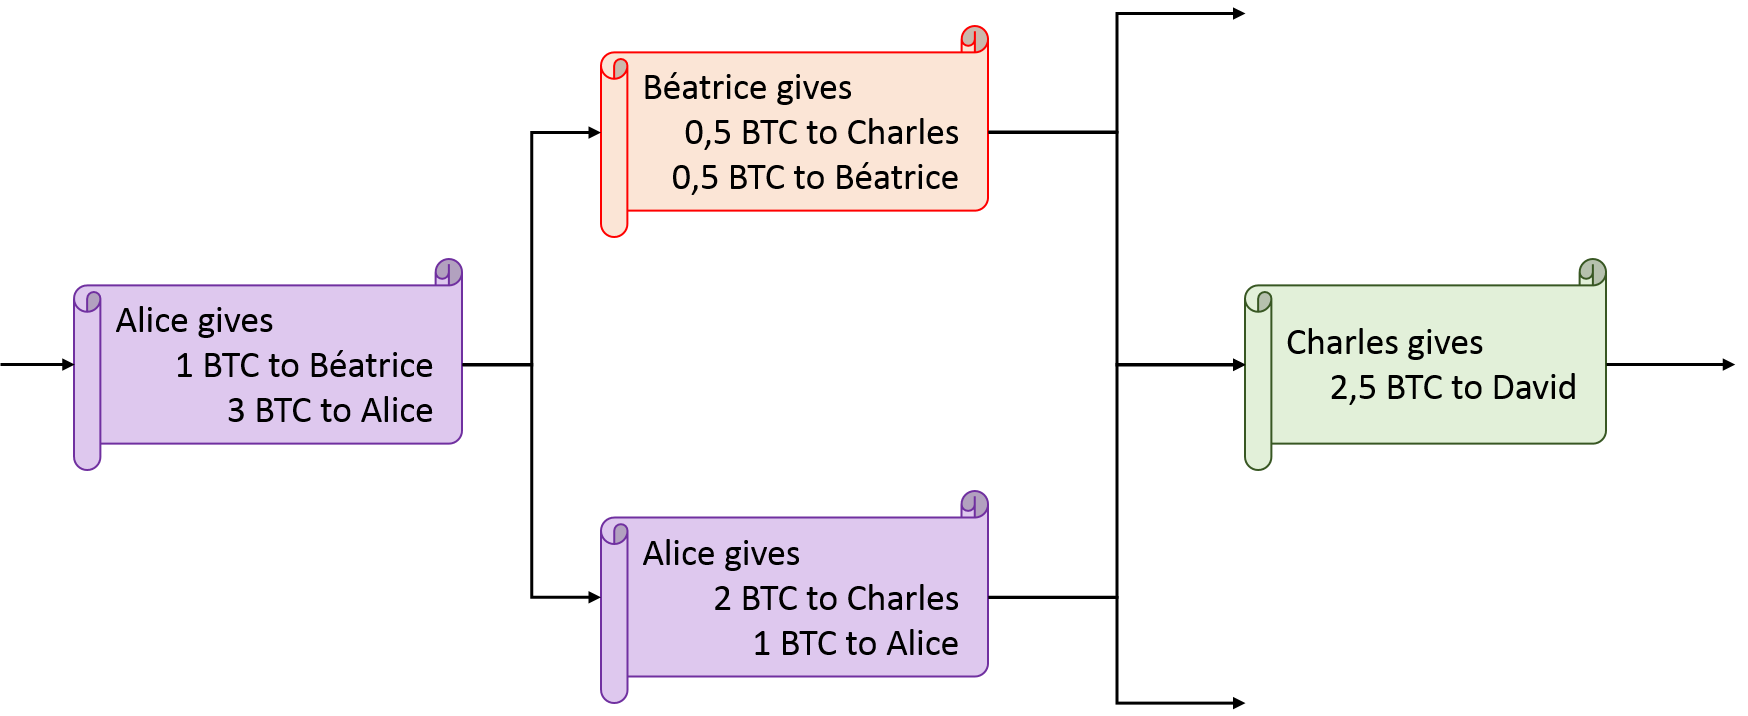 Béatrice gives
0,5 BTC to Charles
0,5 BTC to Béatrice
Alice gives
1 BTC to Béatrice
3 BTC to Alice
Charles gives
2,5 BTC to David
Alice gives
2 BTC to Charles
1 BTC to Alice